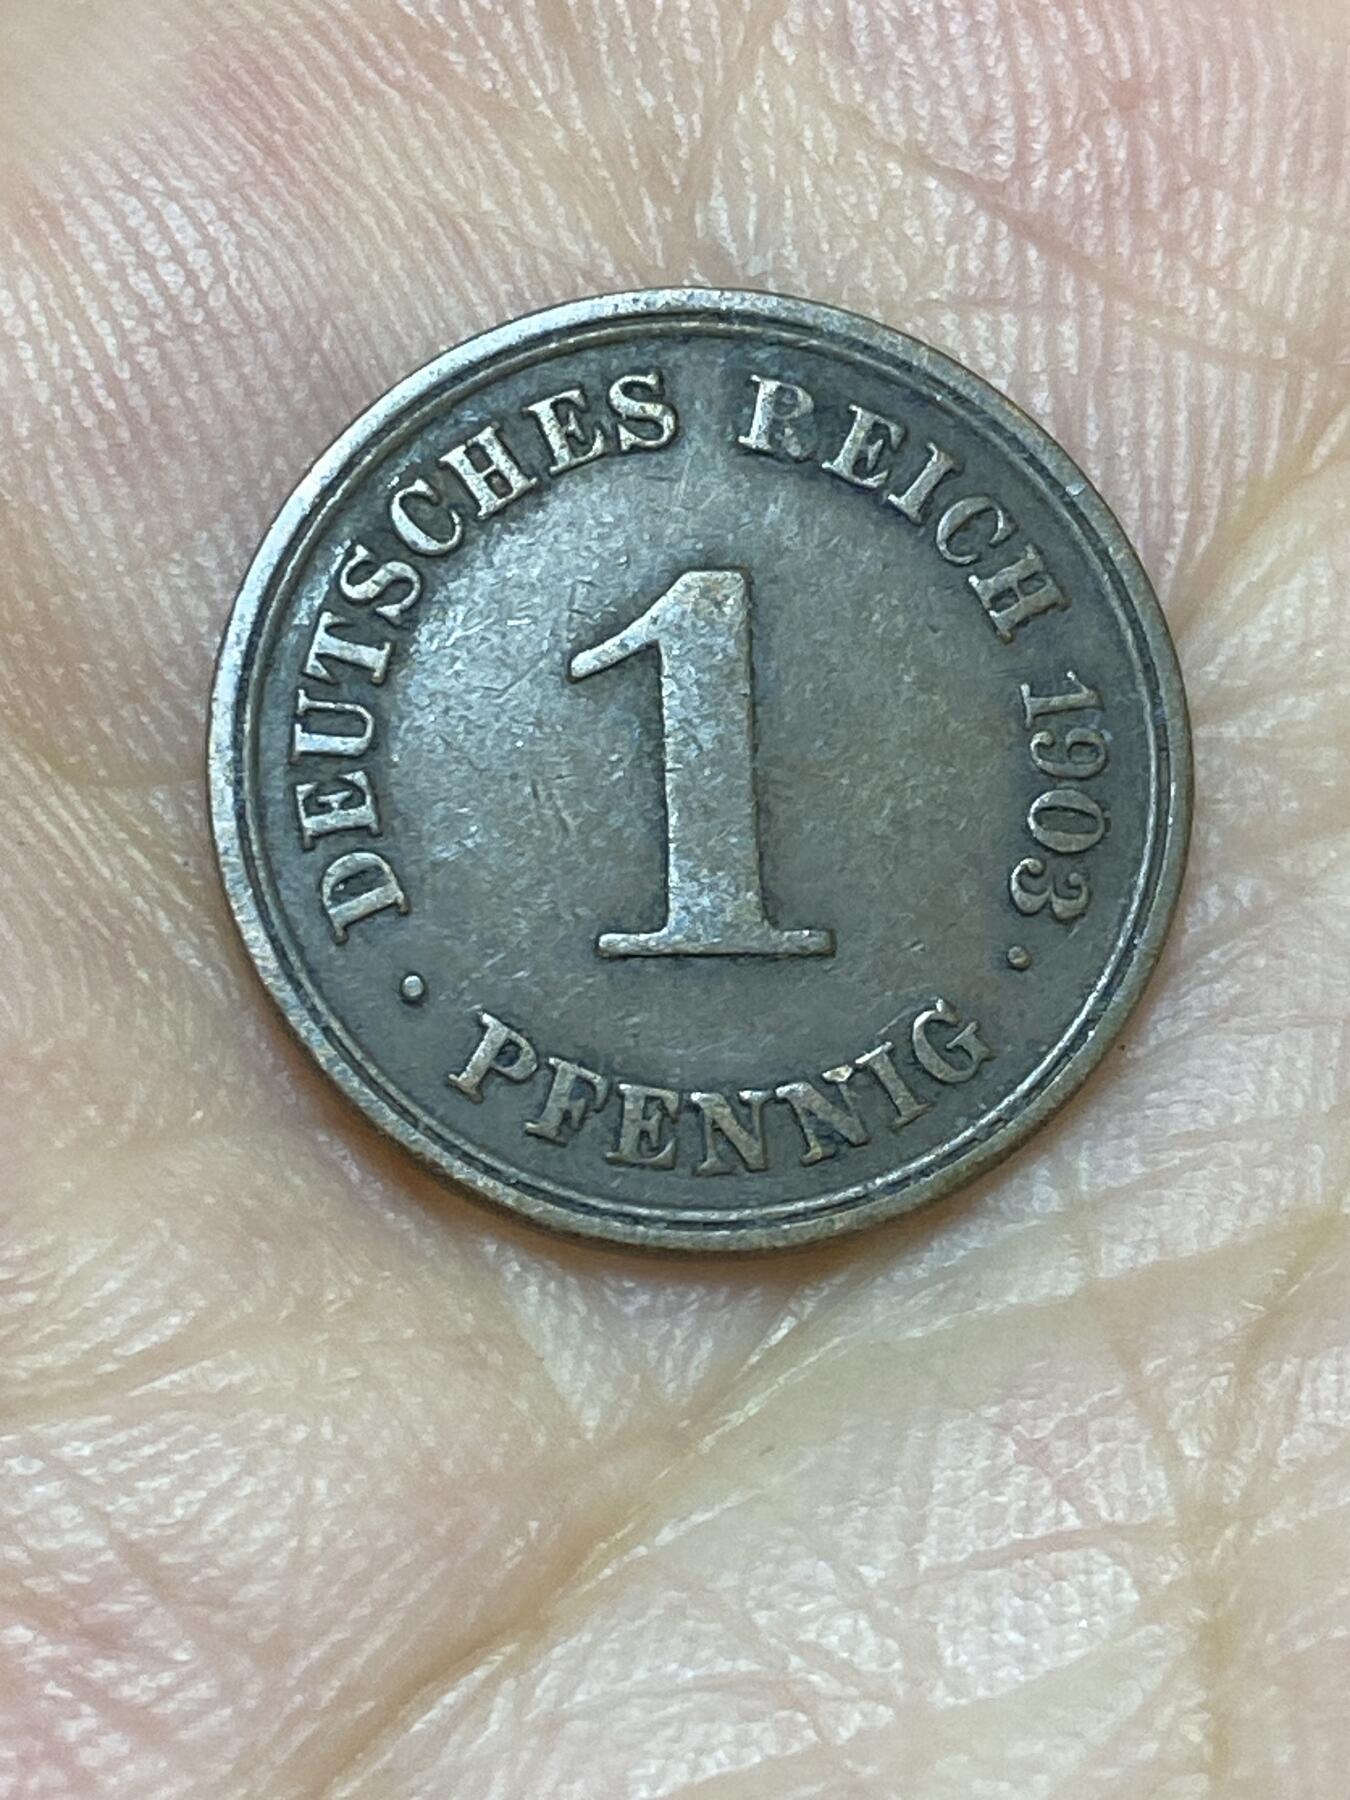 DEUTSCHES REICH 1903
1
· PFENNIG ·